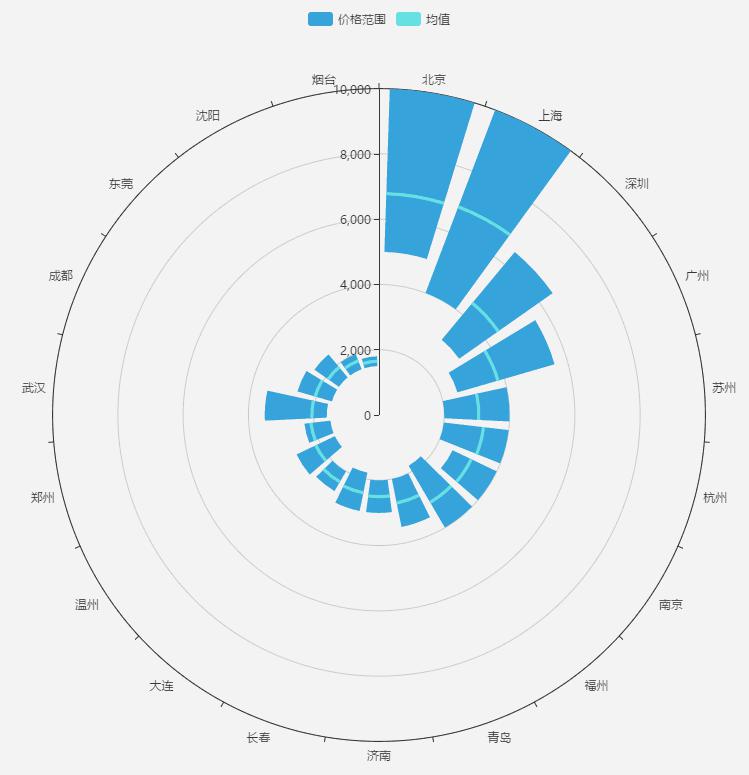 价格范围 均值
北京
上海
深圳
广州
苏州
杭州
南京
福州
青岛
济南
长春
大连
温州
郑州
武汉
成都
东莞
沈阳
烟台
10,000
8,000
6,000
4,000
2,000
0